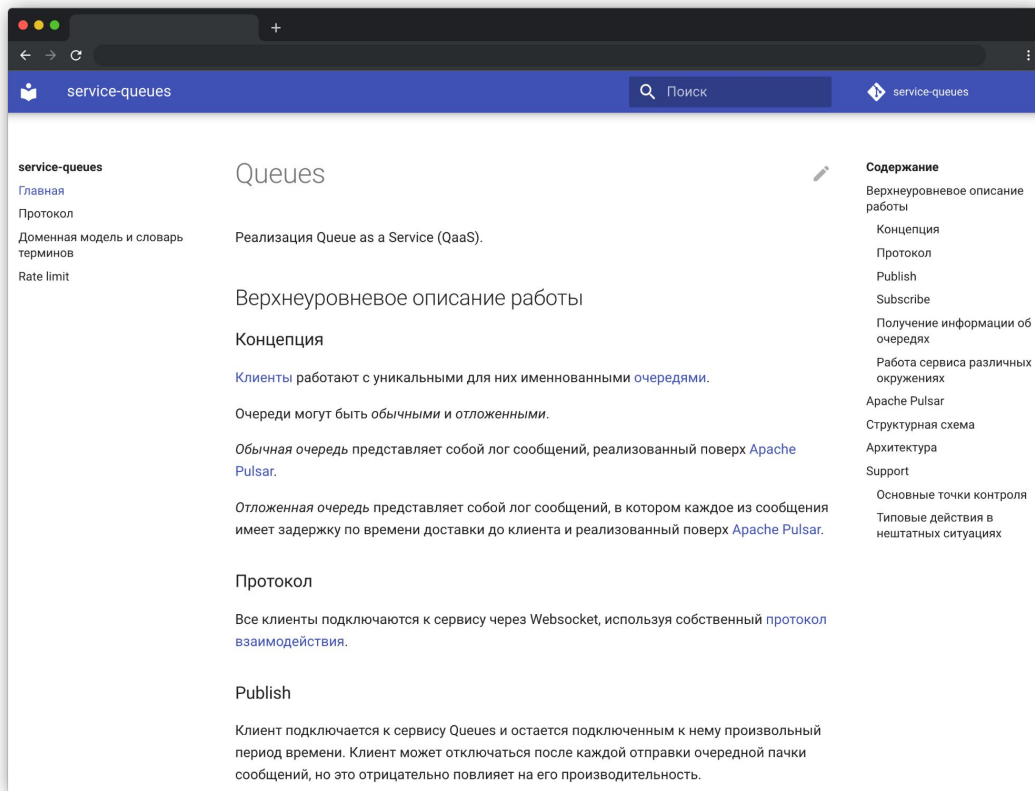 service-queues
Поиск
service-queues
service-queues
Главная
Протокол
Доменная модель и словарь
терминов
Rate limit
Queues
Реализация Queue as a Service (QaaS).
Верхнеуровневое описание работы
Концепция
Клиенты работают с уникальными для них именнованными очередями.
Очереди могут быть обычными и отложенными.
Обычная очередь представляет собой лог сообщений, реализованный поверх Apache
Pulsar.
Отложенная очередь представляет собой лог сообщений, в котором каждое из сообщения
имеет задержку по времени доставки до клиента и реализованный поверх Apache Pulsar.
Протокол
Все клиенты подключаются к сервису через Websocket, используя собственный протокол
взаимодействия.
Publish
Клиент подключается к сервису Queues и остается подключенным к нему произвольный
период времени. Клиент может отключаться после каждой отправки очередной пачки
сообщений, но это отрицательно повлияет на его производительность.
Содержание
Верхнеуровневое описание
работы
Концепция
Протокол
Publish
Subscribe
Получение информации об
очередях
Работа сервиса различных
окружениях
Apache Pulsar
Структурная схема
Архитектура
Support
Основные точки контроля
Типовые действия в
нештатных ситуациях